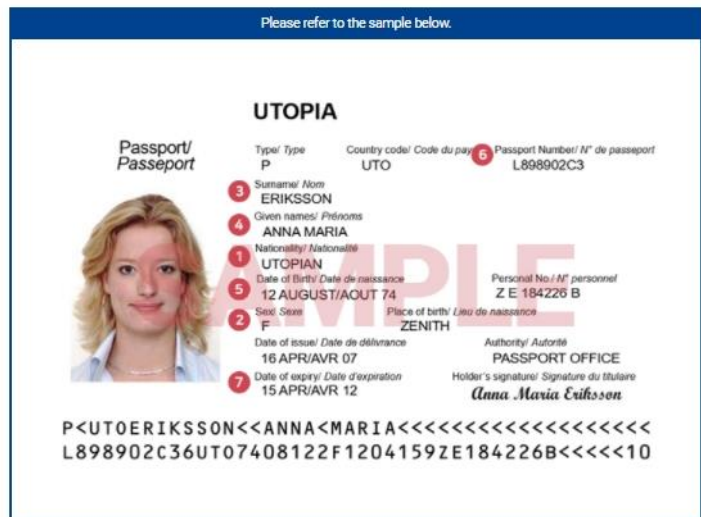 Please refer to the sample below.
UTOPIA
Passport/
Passeport
Type/ Type
Country code/ Code du pay
6
Passport Number/ N° de passeport
P
UTO
L898902C3
3
Surname/ Nom
ERIKSSON
4
Given names/ Prénoms
ANNA MARIA
1
Nationality/ Nationalité
UTOPIAN
5
Date of Birth/ Date de naissance
Personal No./ N° personnel
12 AUGUST/AOUT 74
Z E 184226 B
2
Sex/ Sexe
Place of birth/ Lieu de naissance
F
ZENITH
Date of issue/ Date de délivrance
Authority/ Autorité
16 APR/AVR 07
PASSPORT OFFICE
7
Date of expiry/ Date d'expiration
Holder's signature/ Signature du titulaire
15 APR/AVR 12
Anna Maria Eriksson
SAMPLE
P<UTOERIKSSON<<ANNA<MARIA<<<<<<<<<<<<<<<<<<<
L898902C36UTO7408122F1204159ZE184226B<<<<<10